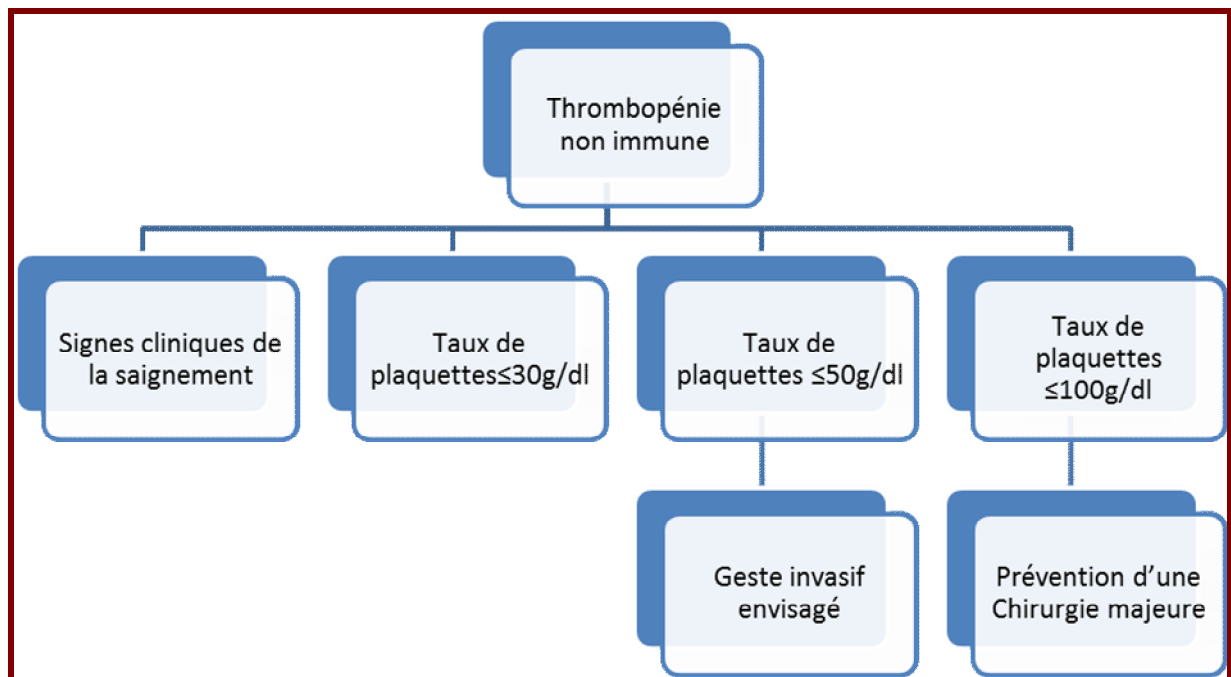 Thrombopénie
non immune
Signes cliniques de
la saignement
Taux de
plaquettes≤30g/dl
Taux de
plaquettes ≤50g/dl
Taux de
plaquettes
≤100g/dl
Geste invasif
envisagé
Prévention d’une
Chirurgie majeure